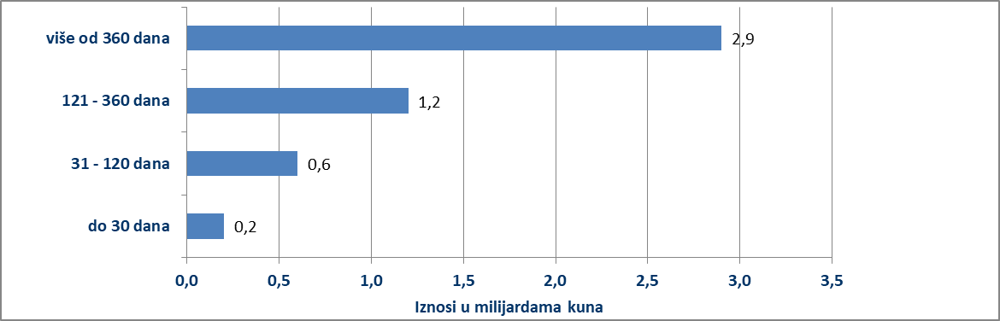 više od 360 dana
2,9
121 - 360 dana
1,2
31 - 120 dana
0,6
do 30 dana
0,2
0,0 0,5 1,0 1,5 2,0 2,5 3,0 3,5
Iznosi u milijardama kuna